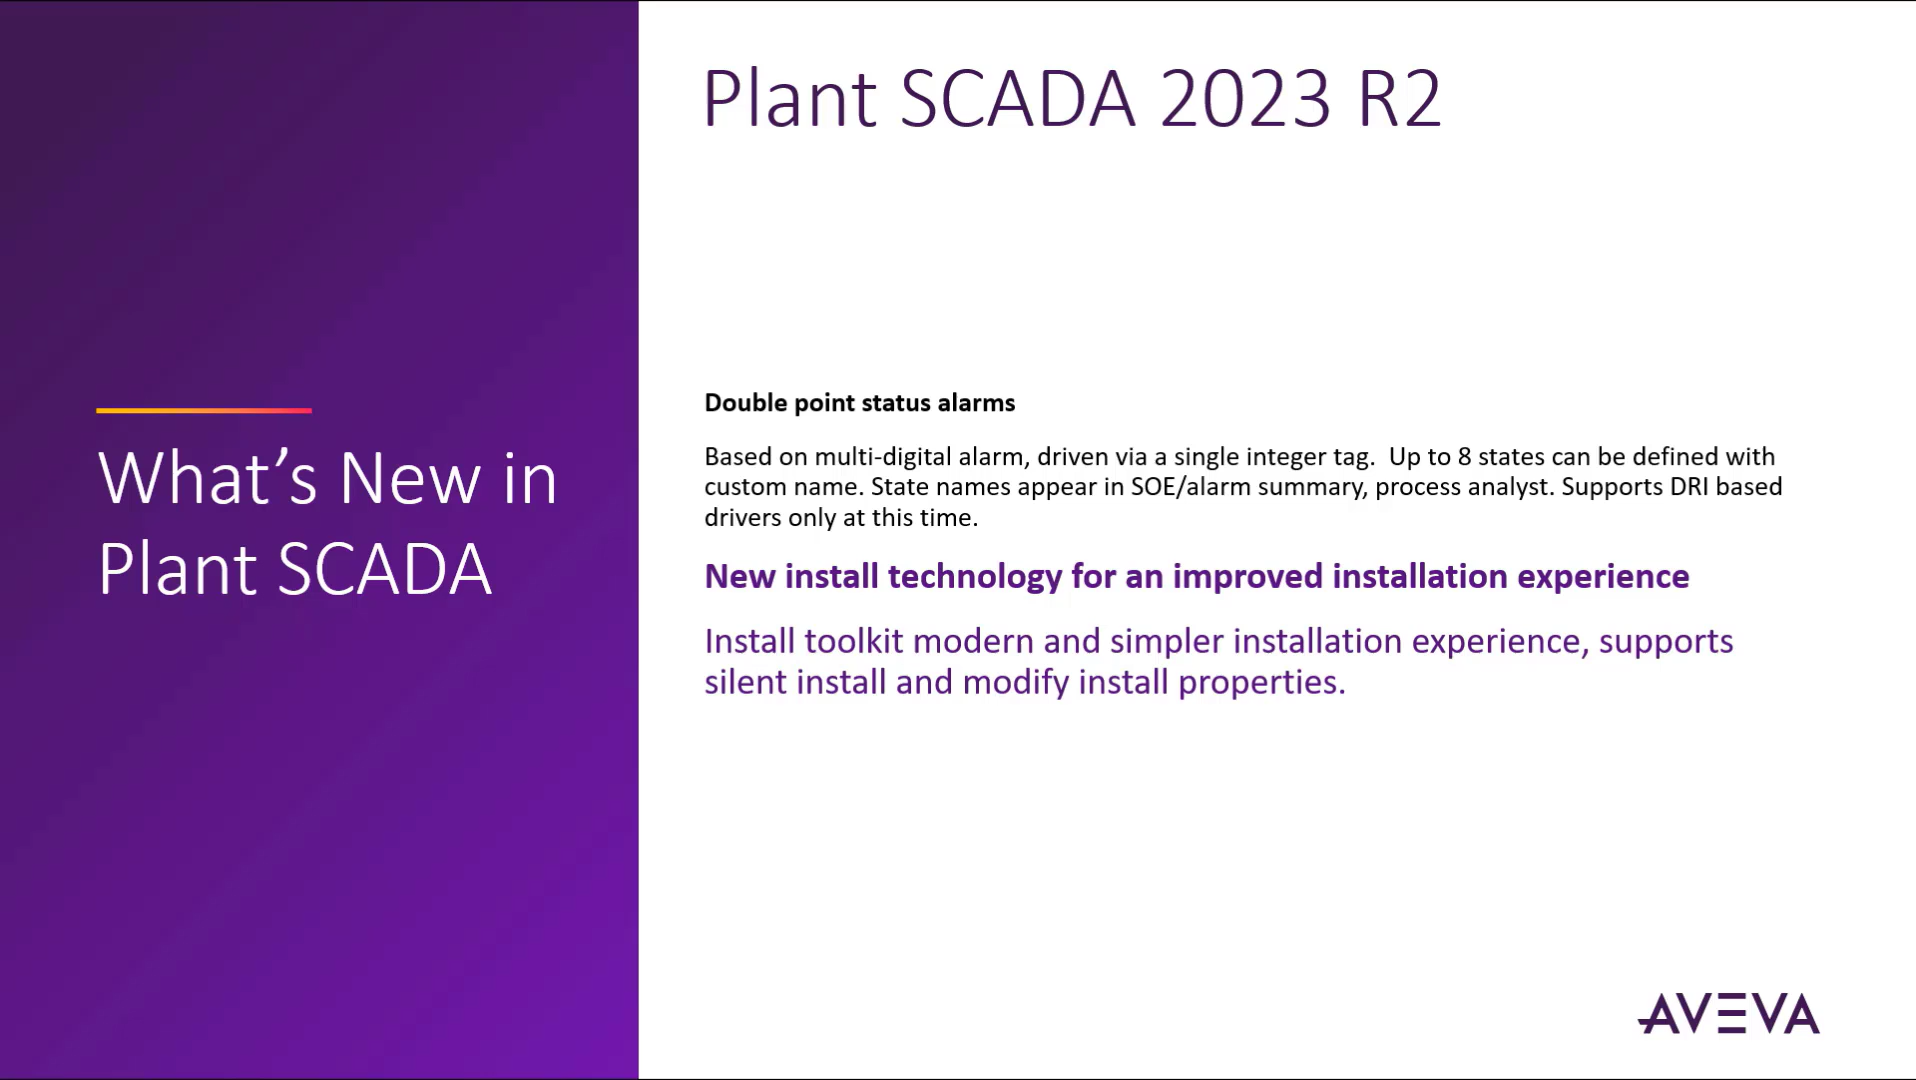 What’s New in
Plant SCADA
Plant SCADA 2023 R2
Double point status alarms
Based on multi-digital alarm, driven via a single integer tag.  Up to 8 states can be defined with
custom name. State names appear in SOE/alarm summary, process analyst. Supports DRI based
drivers only at this time.
New install technology for an improved installation experience
Install toolkit modern and simpler installation experience, supports
silent install and modify install properties.
AVEVA